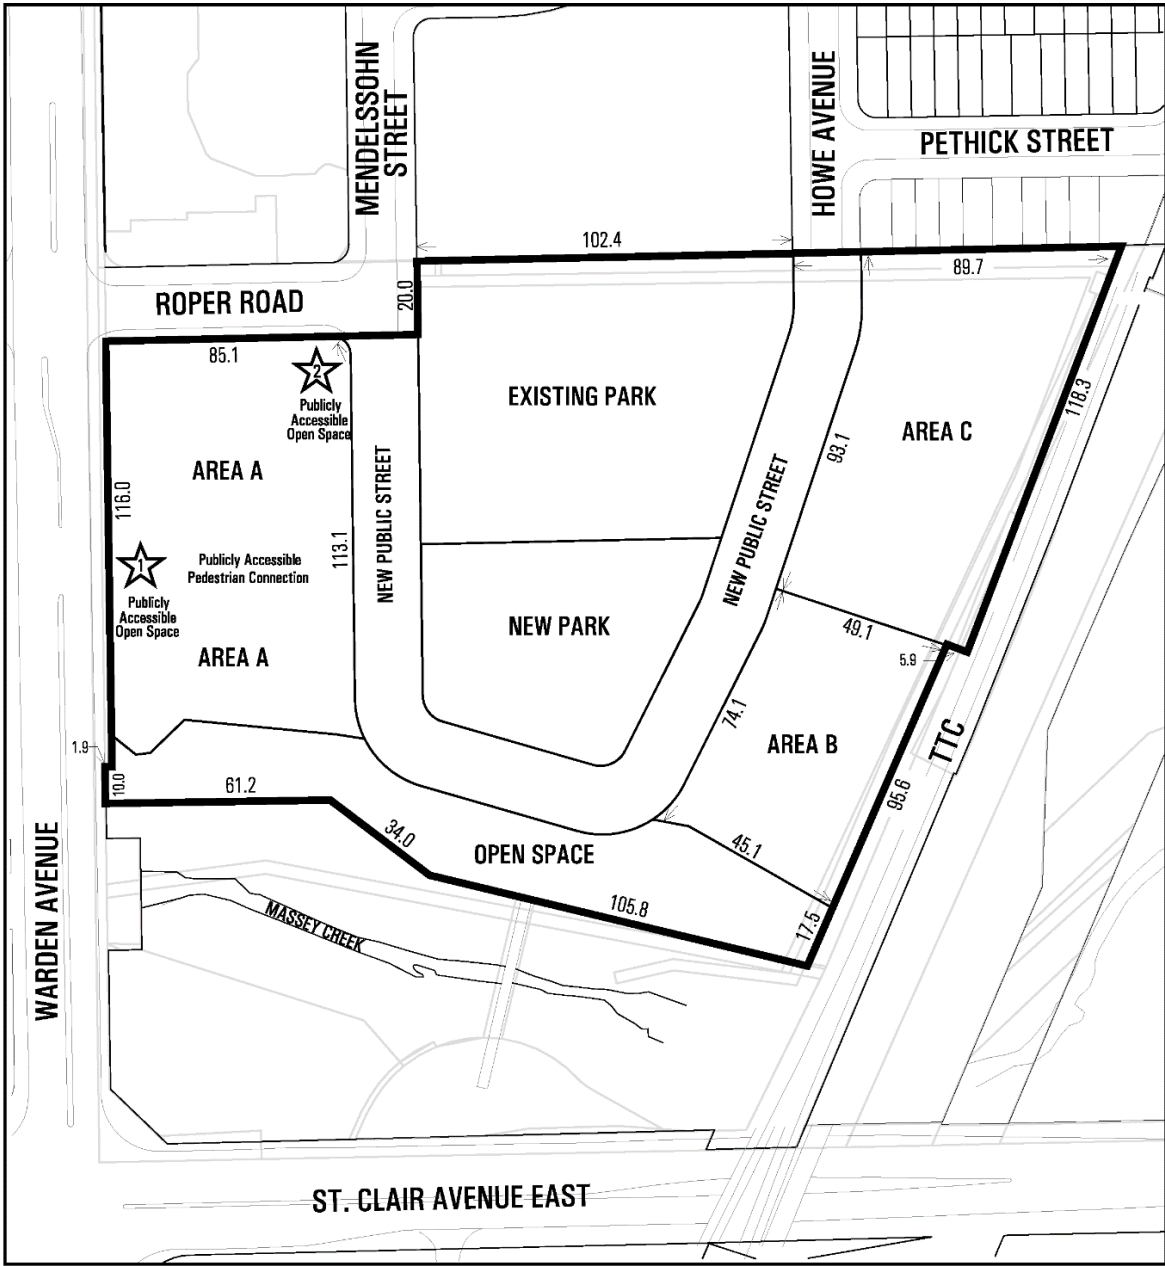 MENDELSSOHN
STREET
HOWE AVENUE
PETHICK STREET
102.4
89.7
ROPER ROAD
20.0
85.1
2
Publicly
Accessible
Open Space
EXISTING PARK
118.3
AREA C
AREA A
93.1
116.0
NEW PUBLIC STREET
NEW PUBLIC STREET
113.1
1
Publicly Accessible
Pedestrian Connection
Publicly
Accessible
Open Space
NEW PARK
49.1
5.9
AREA A
74.1
AREA B
TTC
1.9
10.0
61.2
95.6
34.0
OPEN SPACE
45.1
105.8
17.5
MASSEY CREEK
WARDEN AVENUE
ST. CLAIR AVENUE EAST